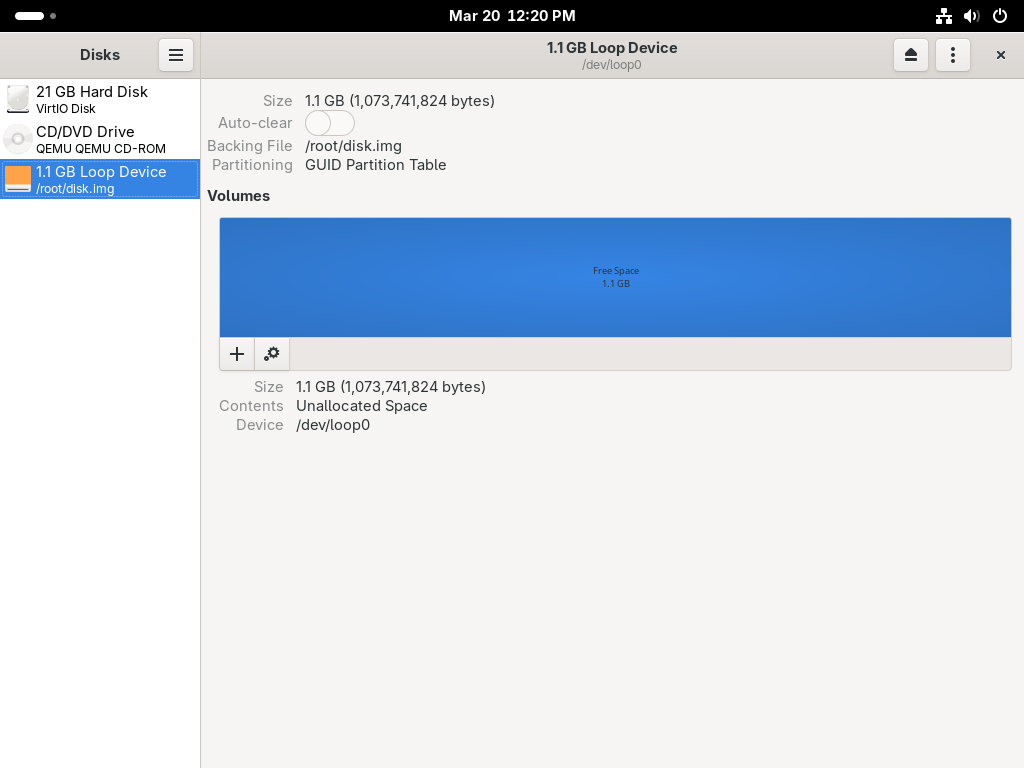 Mar 20  12:20 PM
Disks
1.1 GB Loop Device
/dev/loop0
21 GB Hard Disk
VirtIO Disk
CD/DVD Drive
QEMU QEMU CD-ROM
1.1 GB Loop Device
/root/disk.img
Size 1.1 GB (1,073,741,824 bytes)
Auto-clear
Backing File /root/disk.img
Partitioning GUID Partition Table
Volumes
Free Space
1.1 GB
Size 1.1 GB (1,073,741,824 bytes)
Contents Unallocated Space
Device /dev/loop0